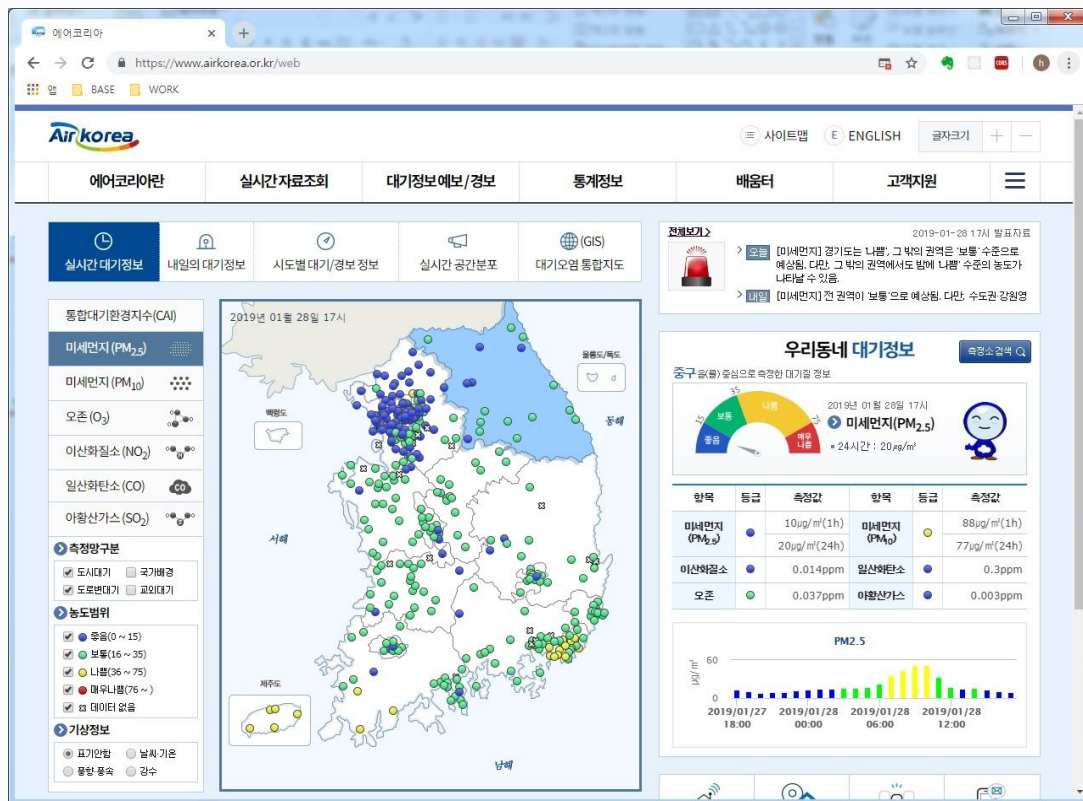 에어코리아
https://www.airkorea.or.kr/web
앱 BASE WORK
Airkorea
사이트맵 E ENGLISH 글자크기
에어코리아란 실시간 자료조회 대기정보 예보/경보 통계정보 배움터 고객지원
실시간 대기정보
내일의 대기정보
시도별 대기/경보 정보
실시간 공간분포
(GIS)
대기오염 통합지도
전체보기 >
2019-01-28 17시 발표자료
오늘 [미세먼지] 경기도는 '나쁨', 그 밖의 권역은 '보통' 수준으로
예상됨. 다만, 그 밖의 권역에서도 밤에 '나쁨' 수준의 농도가
나타날 수 있음.
내일 [미세먼지] 전 권역이 '보통'으로 예상됨. 다만, 수도권·강원영
통합대기환경지수(CAI)
미세먼지 (PM2.5)
미세먼지 (PM10)
오존 (O3)
이산화질소 (NO2)
일산화탄소 (CO)
CO
아황산가스 (SO2)
측정망구분
도시대기 국가배경
도로변대기 교외대기
농도범위
좋음(0 ~ 15)
보통(16 ~ 35)
나쁨(36 ~ 75)
매우나쁨(76 ~ )
데이터 없음
기상정보
표기안함 날씨·기온
풍향·풍속 강수
2019년 01월 28일 17시
울릉도/독도
백령도
동해
서해
제주도
남해
우리동네 대기정보
측정소검색
중구 을(를) 중심으로 측정한 대기질 정보
15 35 75
좋음 보통 나쁨 매우
나쁨
2019년 01월 28일 17시
미세먼지(PM2.5)
24시간 : 20㎍/㎥
항목 등급 측정값 항목 등급 측정값
미세먼지
(PM2.5)
10㎍/㎥(1h)
20㎍/㎥(24h)
미세먼지
(PM10)
88㎍/㎥(1h)
77㎍/㎥(24h)
이산화질소 0.014ppm 일산화탄소 0.3ppm
오존 0.037ppm 아황산가스 0.003ppm
PM2.5
㎍/㎥
60
0
2019/01/27
18:00
2019/01/28
00:00
2019/01/28
06:00
2019/01/28
12:00